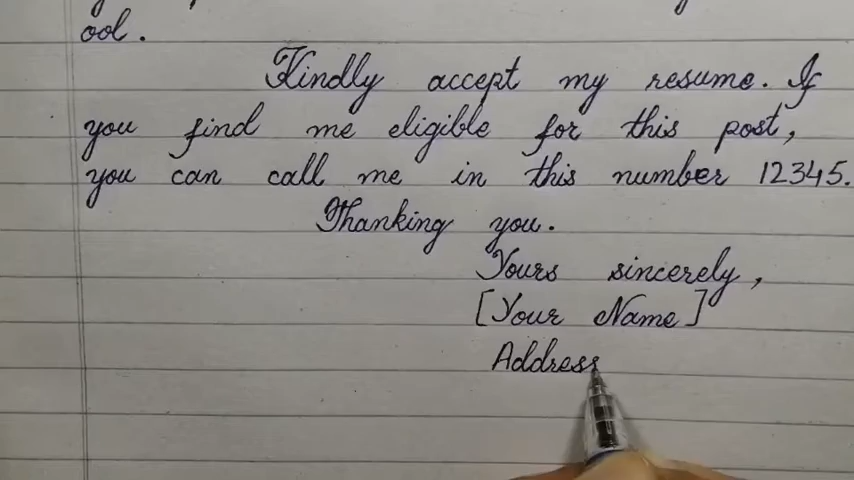 ool.
Kindly accept my resume. If
you find me eligible for this post,
you can call me in this number 12345.
Thanking you.
Yours sincerely,
[Your Name]
Address